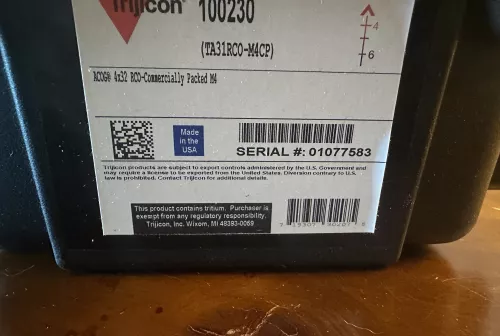 Trijicon® 100230
4
(TA31RCO-M4CP)
6
ACOG® 4x32 RCO-Commercially Packed M4
Made
in the
USA
SERIAL #: 01077583
Trijicon products are subject to export controls administered by the U.S. Government and
may require a license to be exported from the United States. Diversion contrary to U.S.
law is prohibited. Contact Trijicon for additional details.
This product contains tritium. Purchaser is
exempt from any regulatory responsibility.
Trijicon, Inc. Wixom, MI 48393-0059